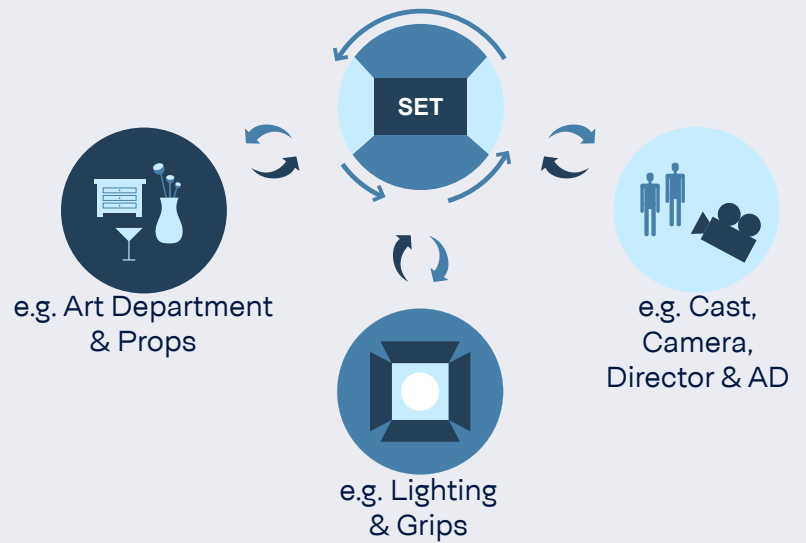 SET
e.g. Art Department
& Props
e.g. Cast,
Camera,
Director & AD
e.g. Lighting
& Grips